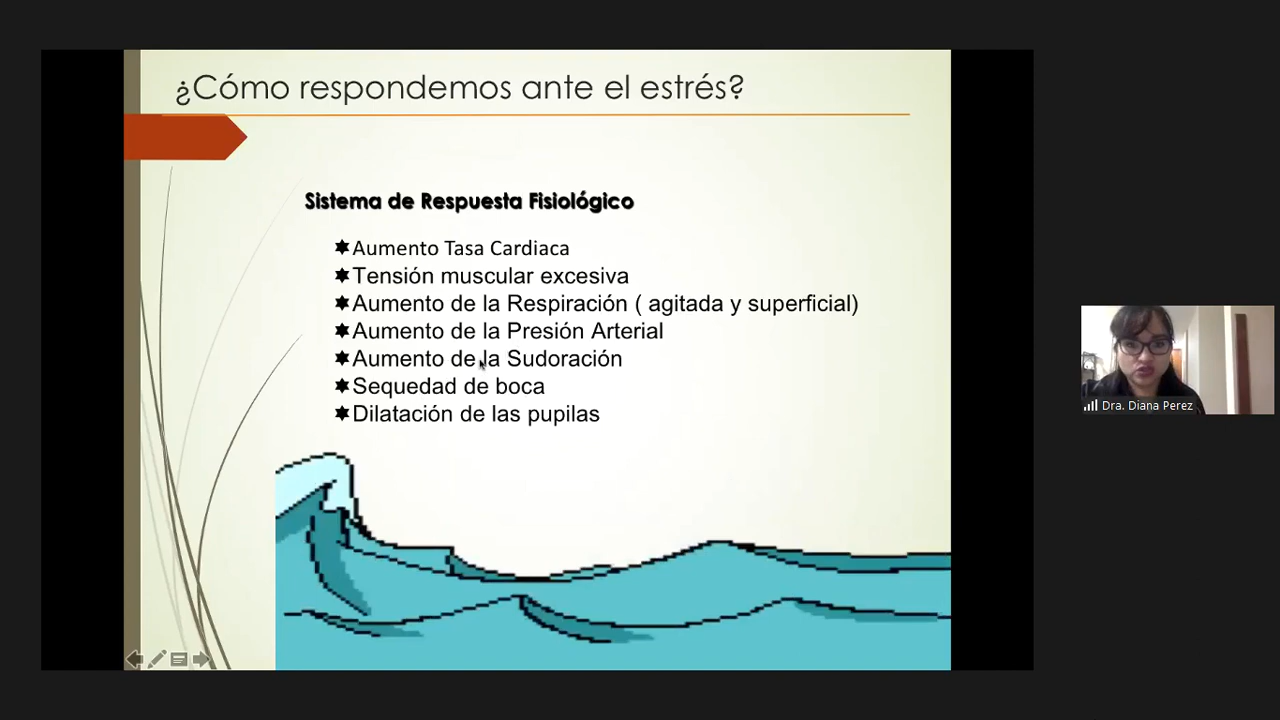 ¿Cómo respondemos ante el estrés?
Sistema de Respuesta Fisiológico
Aumento Tasa Cardiaca
Tensión muscular excesiva
Aumento de la Respiración ( agitada y superficial)
Aumento de la Presión Arterial
Aumento de la Sudoración
Sequedad de boca
Dilatación de las pupilas
Dra. Diana Perez